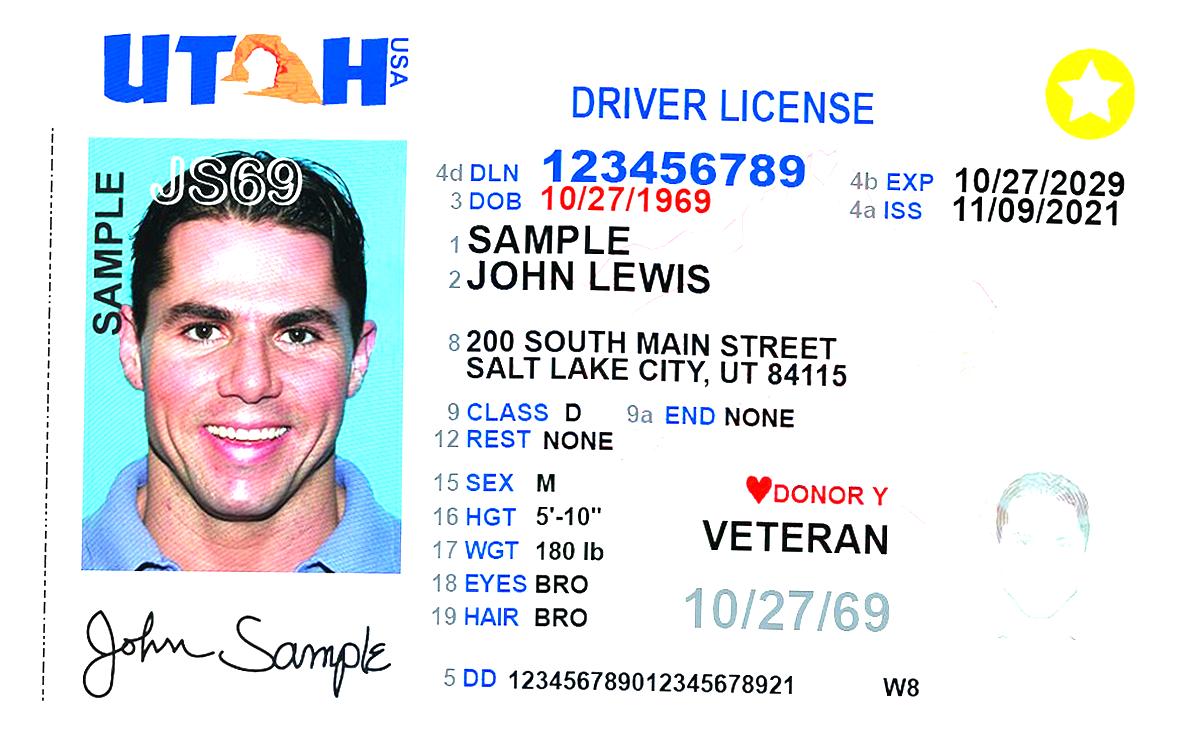 UTAH USA
DRIVER LICENSE
SAMPLE
JS69
4d DLN 123456789
3 DOB 10/27/1969
4b EXP 10/27/2029
4a ISS 11/09/2021
1 SAMPLE
2 JOHN LEWIS
8 200 SOUTH MAIN STREET
SALT LAKE CITY, UT 84115
9 CLASS D 9a END NONE
12 REST NONE
15 SEX M
16 HGT 5'-10"
17 WGT 180 lb
18 EYES BRO
19 HAIR BRO
DONOR Y
VETERAN
10/27/69
John Sample
5 DD 123456789012345678921 W8